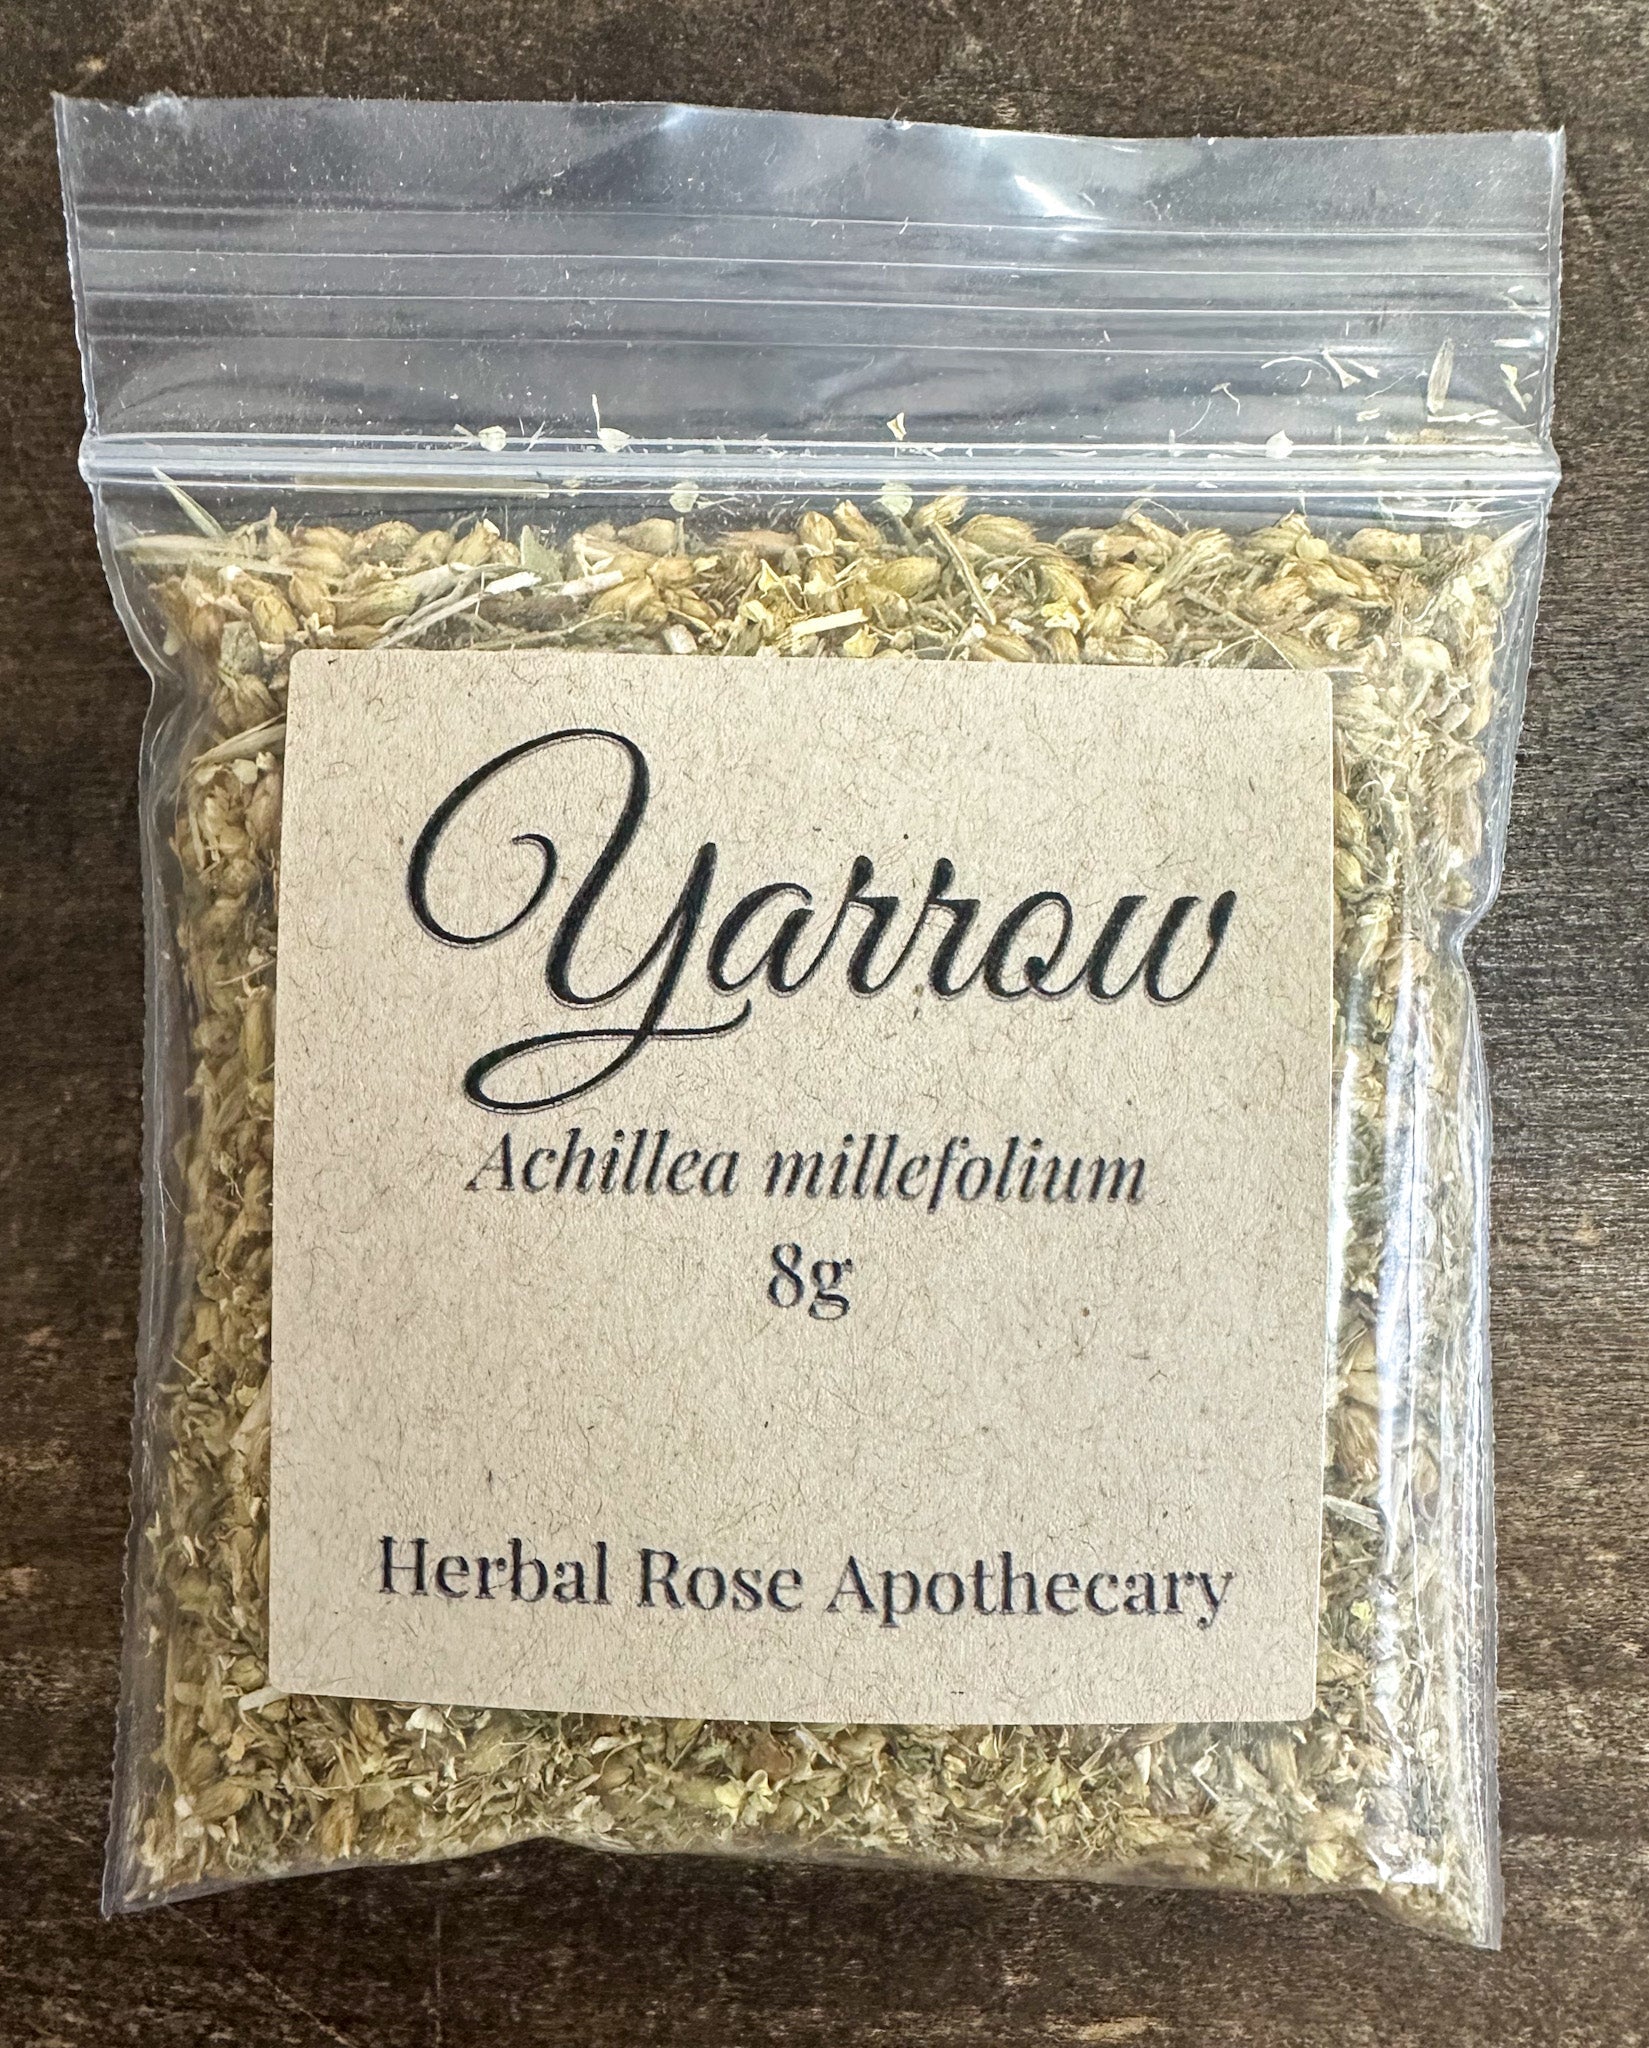 Yarrow
Achillea millefolium
8g
Herbal Rose Apothecary